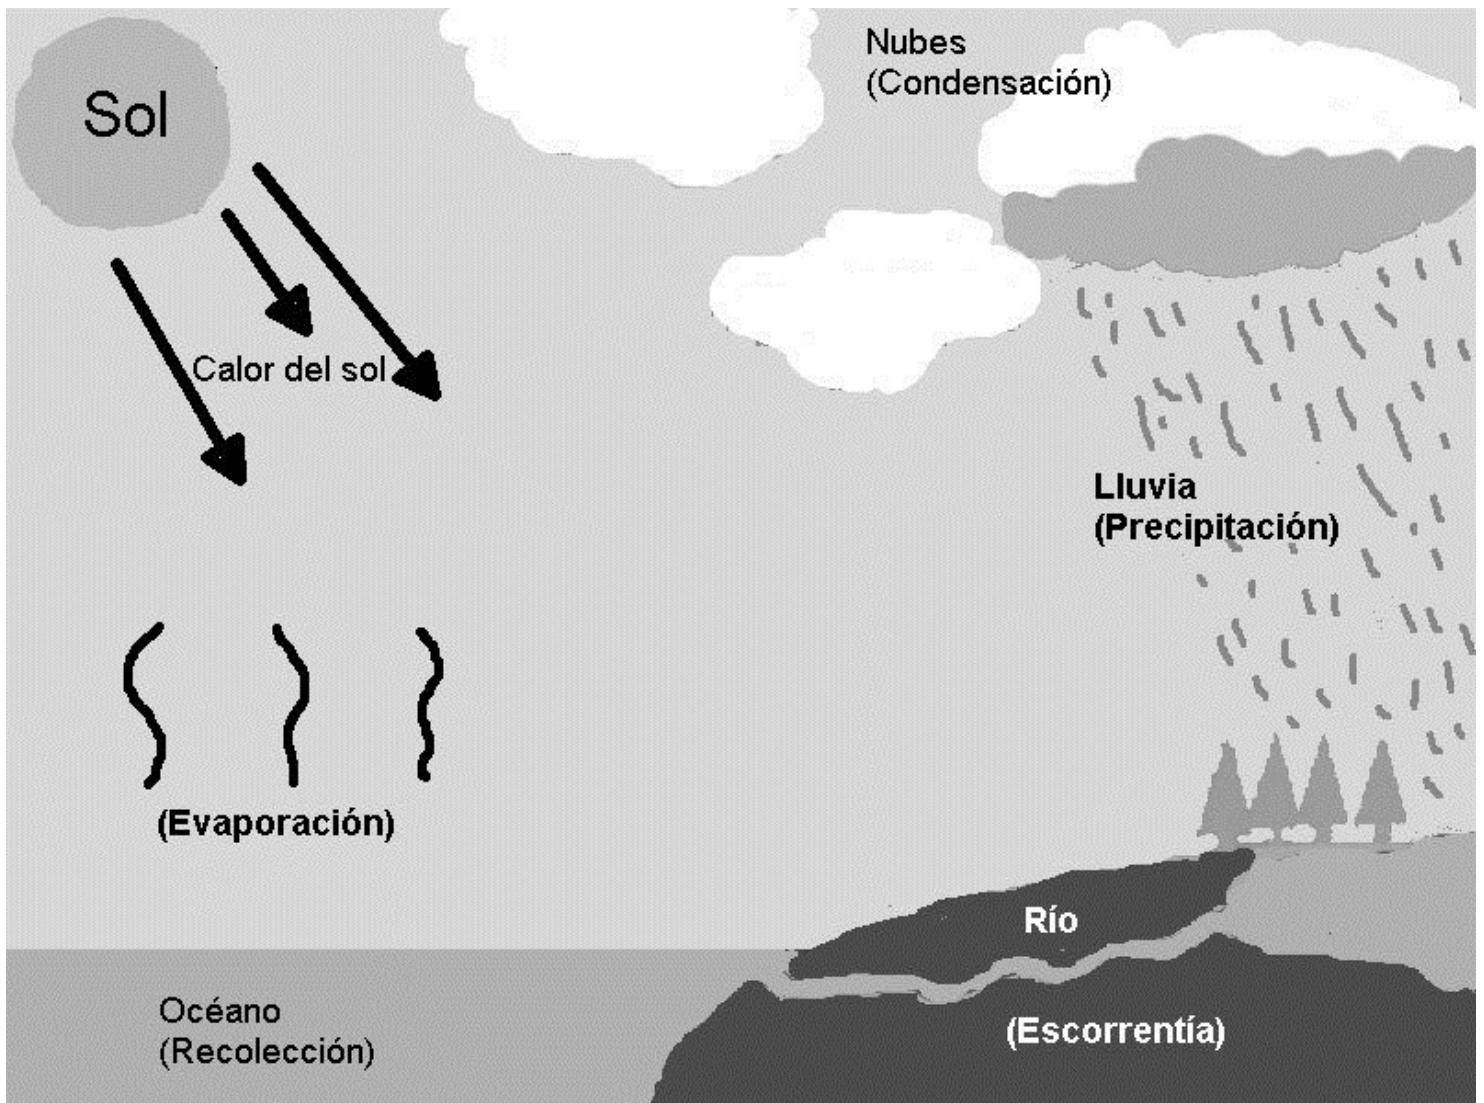 Sol
Nubes
(Condensación)
Calor del sol
Lluvia
(Precipitación)
(Evaporación)
Río
Océano
(Recolección)
(Escorrentía)